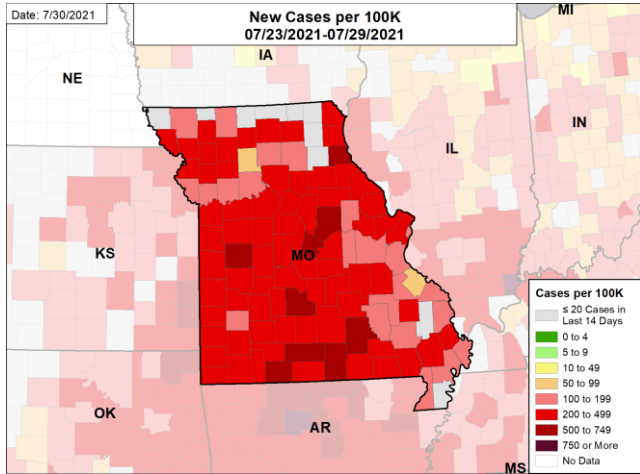 Date: 7/30/2021
New Cases per 100K
07/23/2021-07/29/2021
MI
IA
NE
IL
IN
KS
MO
OK
AR
MS
Cases per 100K
≤ 20 Cases in
Last 14 Days
0 to 4
5 to 9
10 to 49
50 to 99
100 to 199
200 to 499
500 to 749
750 or More
No Data